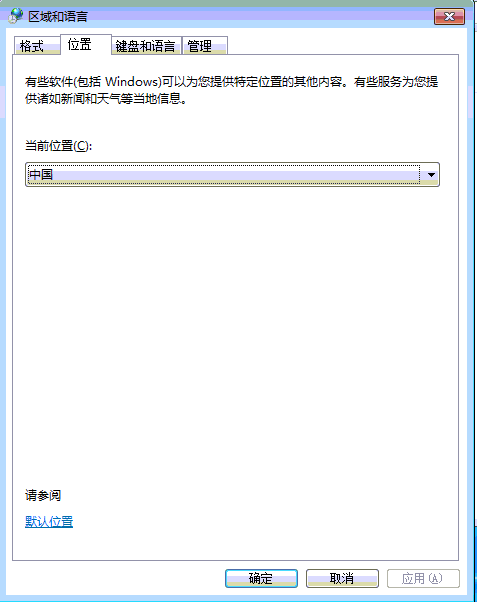 区域和语言
格式 位置 键盘和语言 管理
有些软件(包括 Windows)可以为您提供特定位置的其他内容。有些服务为您提
供诸如新闻和天气等当地信息。
当前位置(C):
中国
请参阅
默认位置
确定 取消 应用(A)